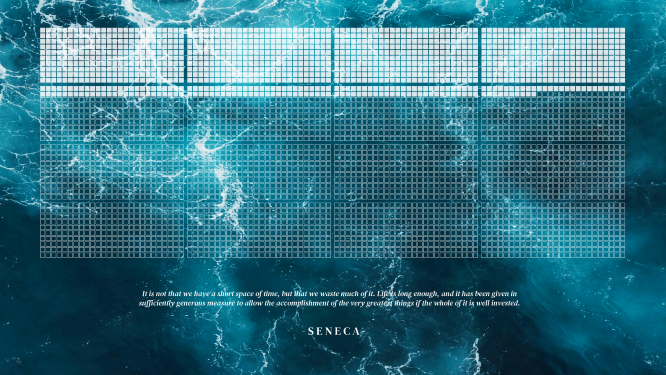 It is not that we have a short space of time, but that we waste much of it. Life is long enough, and it has been given in
sufficiently generous measure to allow the accomplishment of the very greatest things if the whole of it is well invested.
SENECA